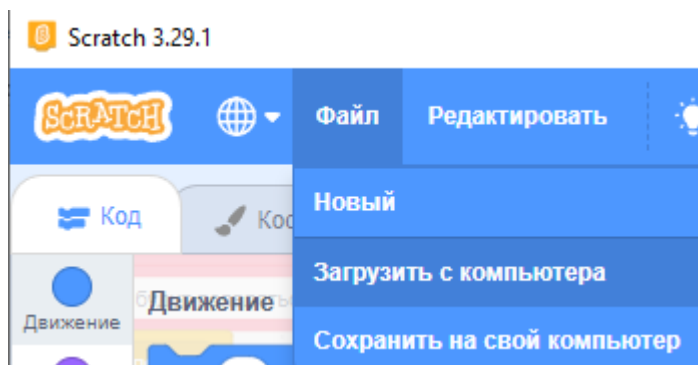 Scratch 3.29.1
SCRATCH Файл Редактировать
Новый
Код
Загрузить с компьютера
Движение
Движение
Сохранить на свой компьютер